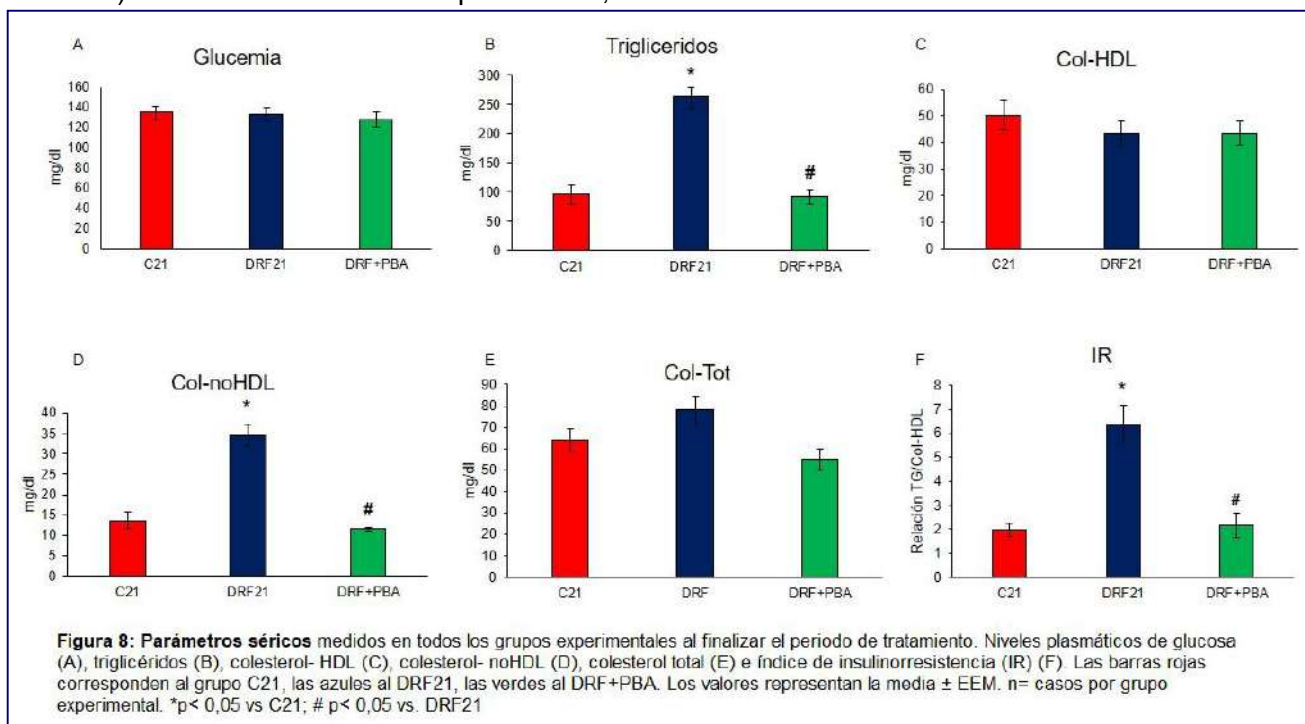 A
Glucemia
mg/dl
160
140
120
100
80
60
40
20
0
C21
DRF21
DRF+PBA
B
Trigliceridos
mg/dl
300
250
200
150
100
50
0
*
#
C21
DRF21
DRF+PBA
C
Col-HDL
mg/dl
60
50
40
30
20
10
0
C21
DRF21
DRF+PBA
D
Col-noHDL
mg/dl
40
35
30
25
20
15
10
5
0
*
#
C21
DRF21
DRF+PBA
E
Col-Tot
mg/dl
90
80
70
60
50
40
30
20
10
0
C21
DRF
DRF+PBA
F
IR
Relación TG/Col-HDL
8
7
6
5
4
3
2
1
0
*
#
C21
DRF21
DRF+PBA
Figura 8: Parámetros séricos medidos en todos los grupos experimentales al finalizar el periodo de tratamiento. Niveles plasmáticos de glucosa
(A), triglicéridos (B), colesterol- HDL (C), colesterol- noHDL (D), colesterol total (E) e índice de insulinorresistencia (IR) (F). Las barras rojas
corresponden al grupo C21, las azules al DRF21, las verdes al DRF+PBA. Los valores representan la media ± EEM. n= casos por grupo
experimental. *p< 0,05 vs C21; # p< 0,05 vs. DRF21